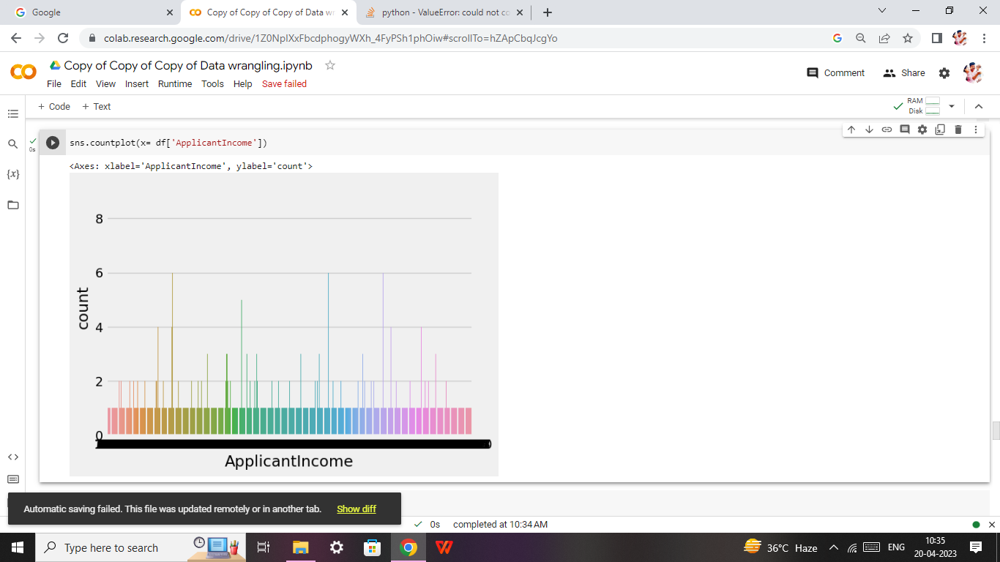 Google
Copy of Copy of Copy of Data wr
python - ValueError: could not co
colab.research.google.com/drive/1Z0NpIXxFbcdphogyWXh_4FyPSh1phOiw#scrollTo=hZApCbqJcgYo
Copy of Copy of Copy of Data wrangling.ipynb
File Edit View Insert Runtime Tools Help Save failed
Comment
Share
+ Code + Text
RAM
Disk
sns.countplot(x= df['ApplicantIncome'])
0s
<Axes: xlabel='ApplicantIncome', ylabel='count'>
8
6
count
4
2
0
ApplicantIncome
Automatic saving failed. This file was updated remotely or in another tab. Show diff
0s completed at 10:34 AM
Type here to search
36°C Haze
ENG
10:35
20-04-2023